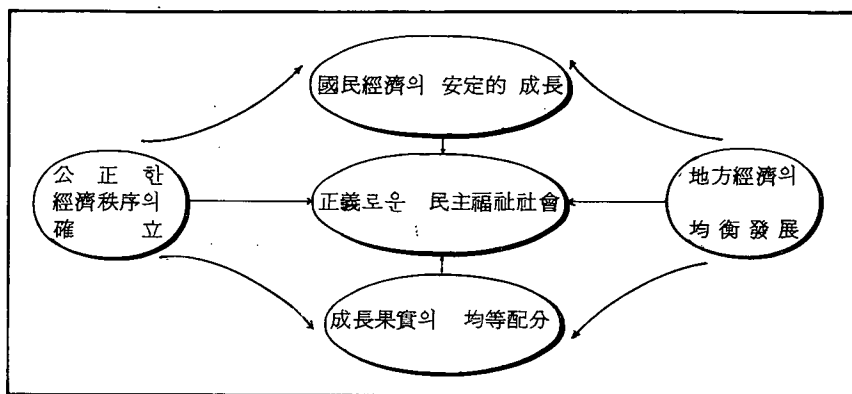 國民經濟의 安定的 成長
公正한
經濟秩序의
確立
正義로운 民主福祉社會
地方經濟의
均衡發展
成長果實의 均等配分